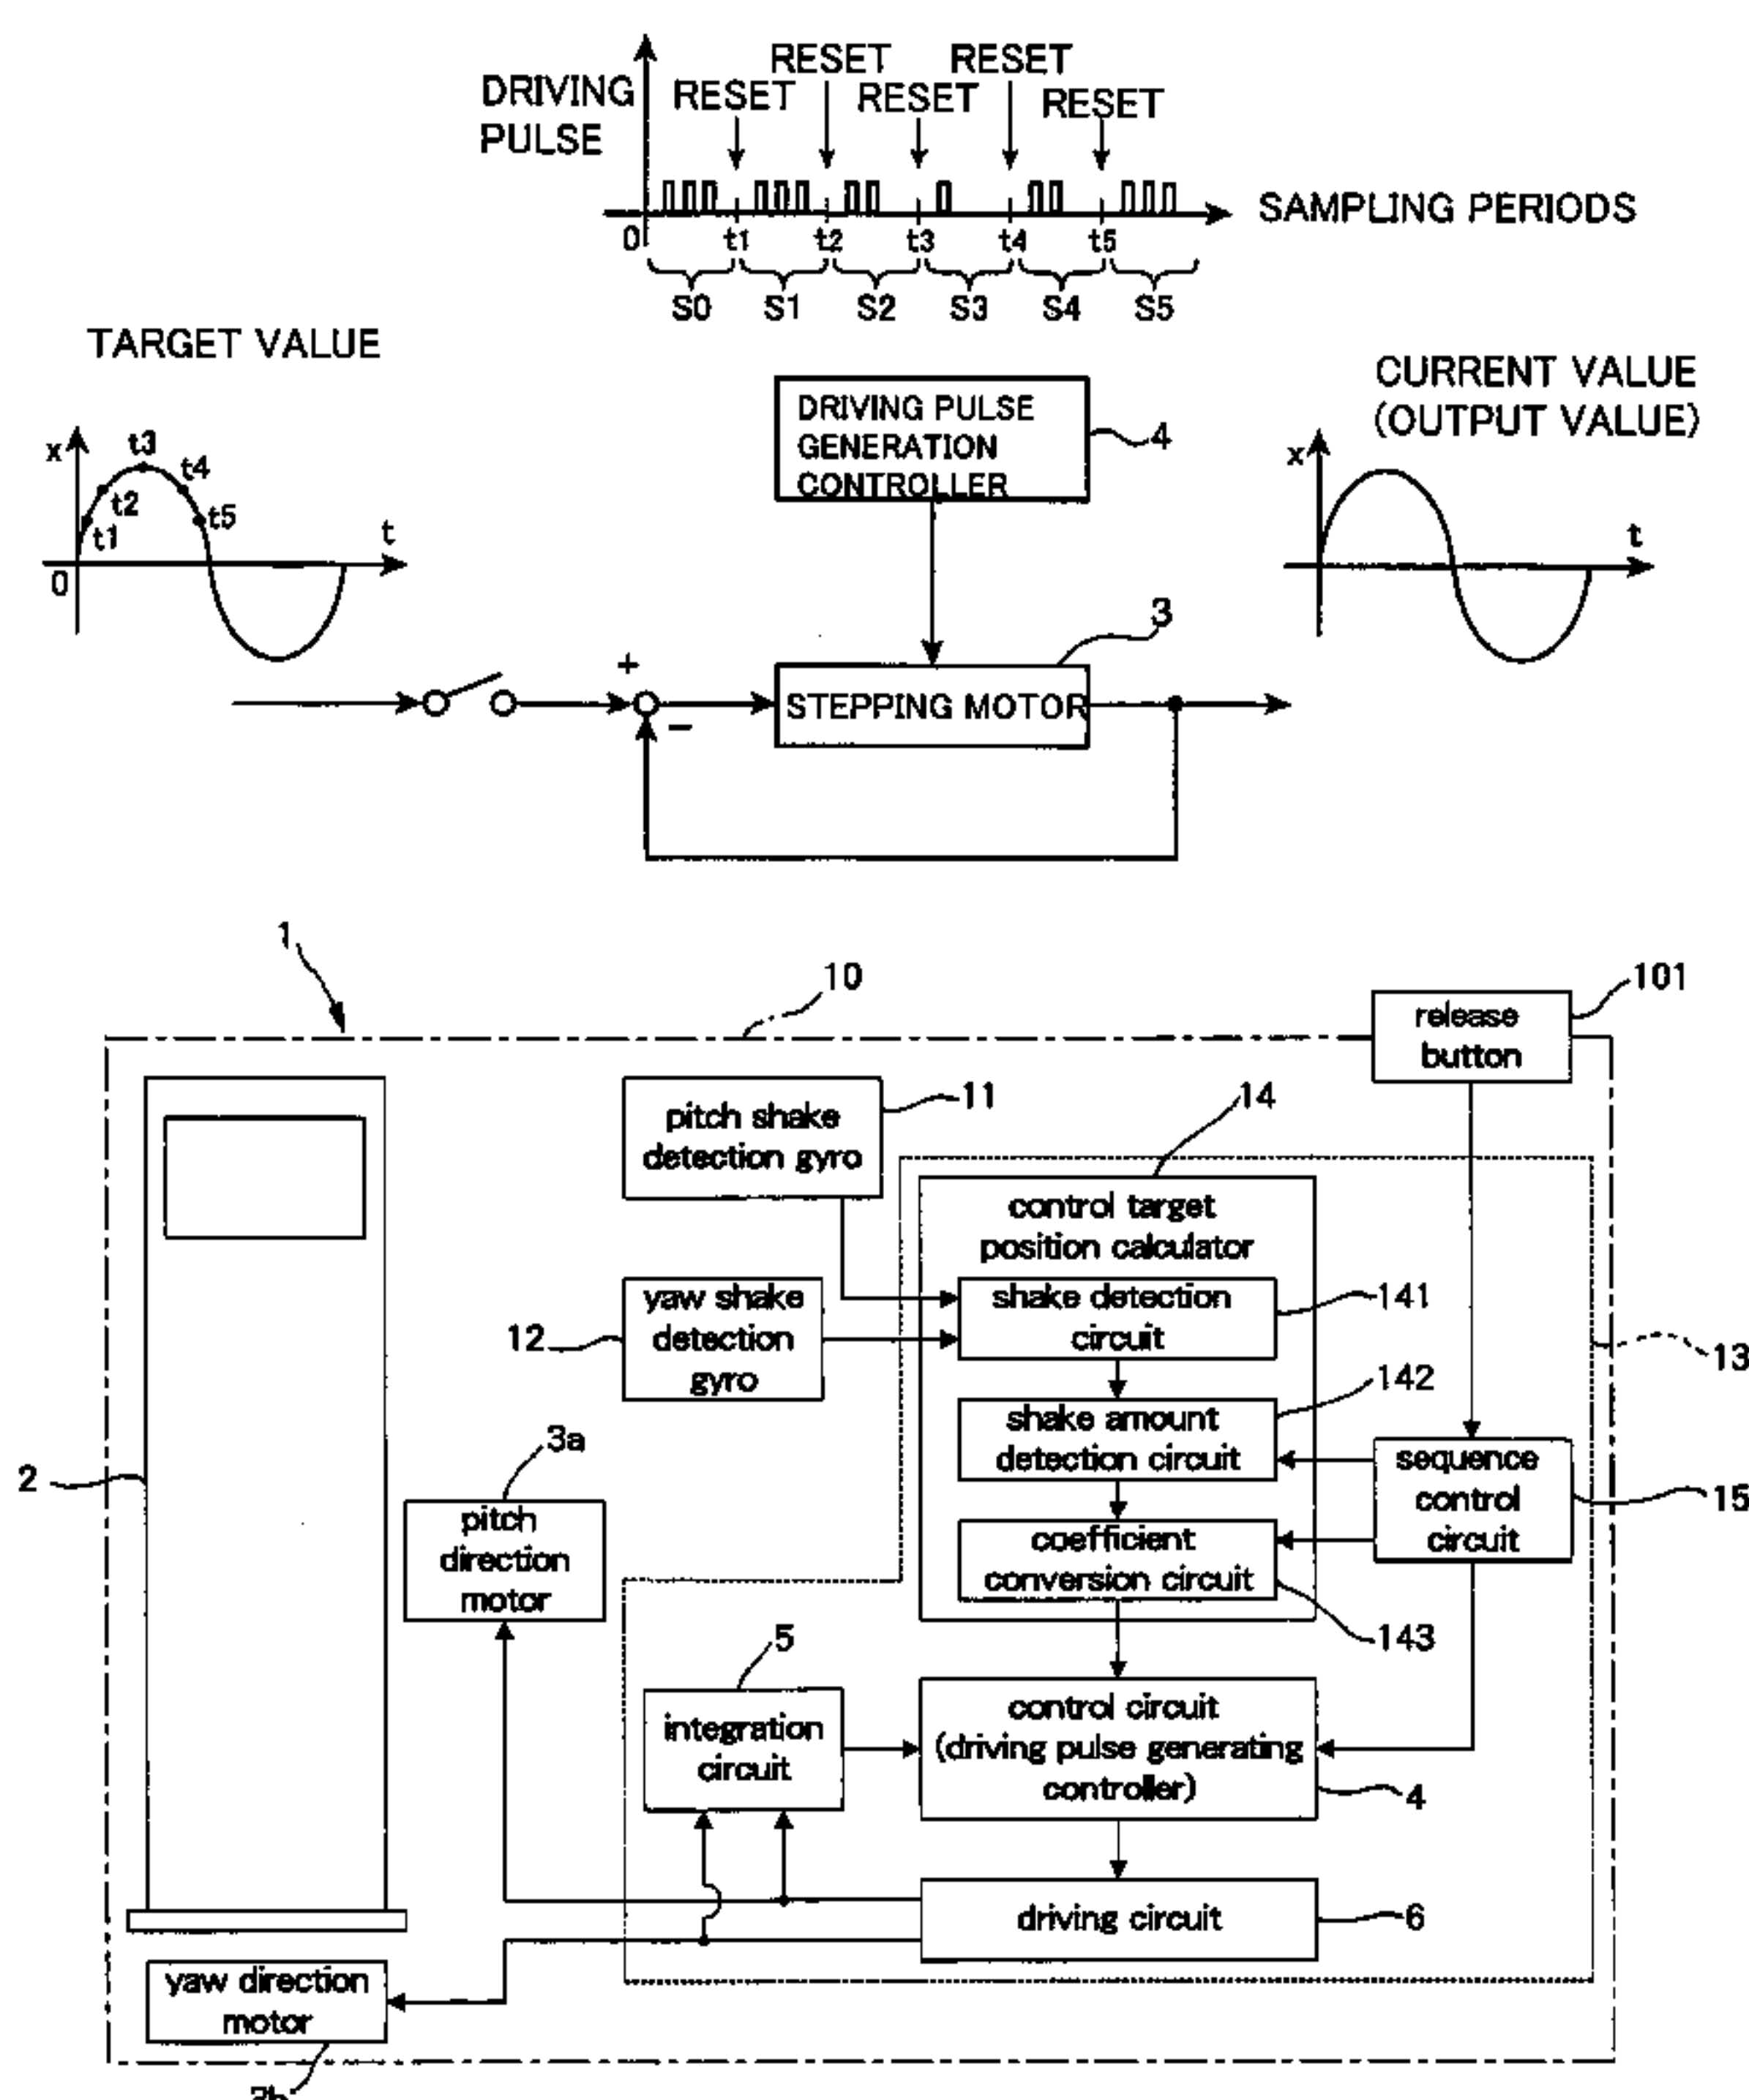 RESET RESET
DRIVING RESET RESET RESET
PULSE
SAMPLING PERIODS
0 t1 t2 t3 t4 t5
S0 S1 S2 S3 S4 S5
TARGET VALUE
CURRENT VALUE
(OUTPUT VALUE)
x
t3
t4
t2
t5
t1
t
0
DRIVING PULSE
GENERATION
CONTROLLER
4
x
t
3
+
−
STEPPING MOTOR
1
10
101
release
button
11
pitch shake
detection gyro
14
control target
position calculator
12
yaw shake
detection
gyro
shake detection
circuit
141
13
142
shake amount
detection circuit
sequence
control
circuit
15
2
3a
pitch
direction
motor
coefficient
conversion circuit
143
5
integration
circuit
control circuit
(driving pulse generating
controller)
4
driving circuit
6
yaw direction
motor